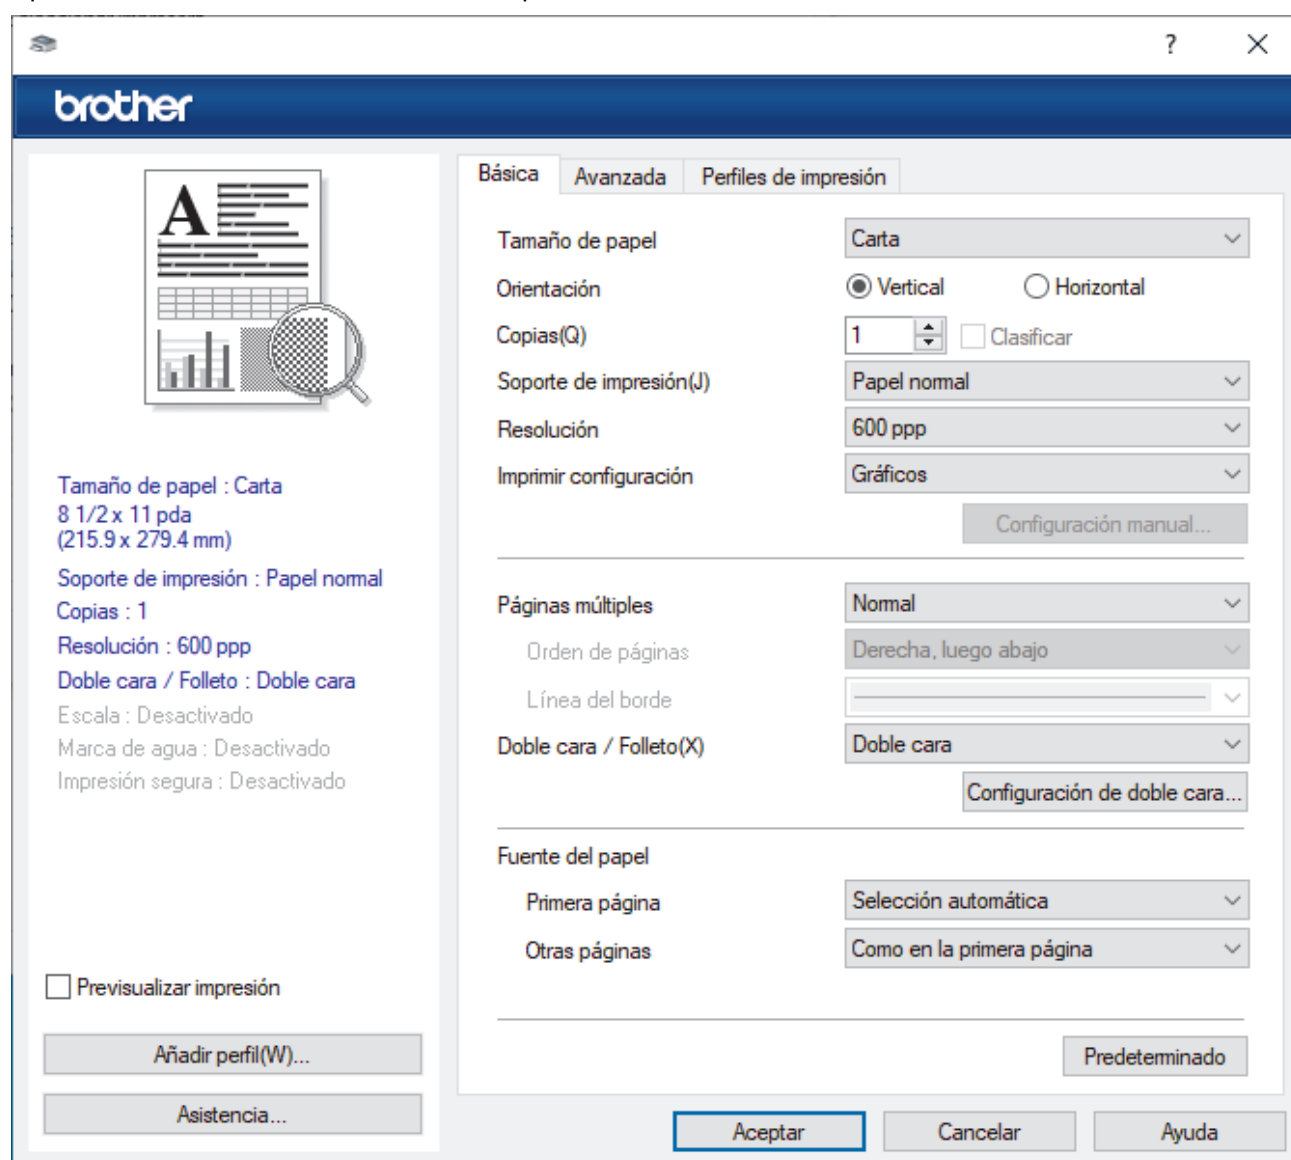 ?
brother
A
Tamaño de papel : Carta
8 1/2 x 11 pda
(215.9 x 279.4 mm)
Soporte de impresión : Papel normal
Copias : 1
Resolución : 600 ppp
Doble cara / Folleto : Doble cara
Escala : Desactivado
Marca de agua : Desactivado
Impresión segura : Desactivado
Previsualizar impresión
Añadir perfil(W)...
Asistencia...
Básica Avanzada Perfiles de impresión
Tamaño de papel Carta
Orientación Vertical Horizontal
Copias(Q) 1 Clasificar
Soporte de impresión(J) Papel normal
Resolución 600 ppp
Imprimir configuración Gráficos
Configuración manual...
Páginas múltiples Normal
Orden de páginas Derecha, luego abajo
Línea del borde
Doble cara / Folleto(X) Doble cara
Configuración de doble cara...
Fuente del papel
Primera página Selección automática
Otras páginas Como en la primera página
Predeterminado
Aceptar Cancelar Ayuda